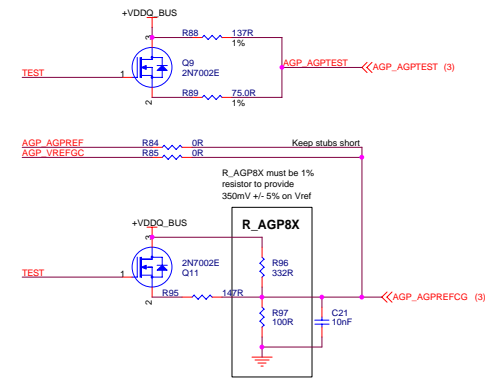 +VDDQ_BUS
3
R88
137R
1%
Q9
2N7002E
AGP_AGPTEST
AGP_AGPTEST (3)
TEST
1
2
R89
75.0R
1%
AGP_AGPREF
R84
0R
Keep stubs short
AGP_VREFGC
R85
0R
R_AGP8X must be 1%
resistor to provide
350mV +/- 5% on Vref
+VDDQ_BUS
R_AGP8X
3
2N7002E
Q11
R96
332R
TEST
1
2
R95
147R
AGP_AGPREFCG (3)
R97
100R
C21
10nF